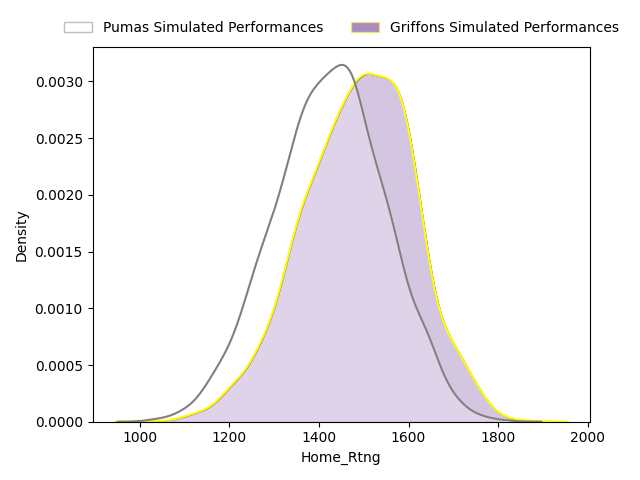 Pumas Simulated Performances
Griffons Simulated Performances
0.0030
0.0025
0.0020
0.0015
0.0010
0.0005
0.0000
Density
1000 1200 1400 1600 1800 2000
Home_Rtng